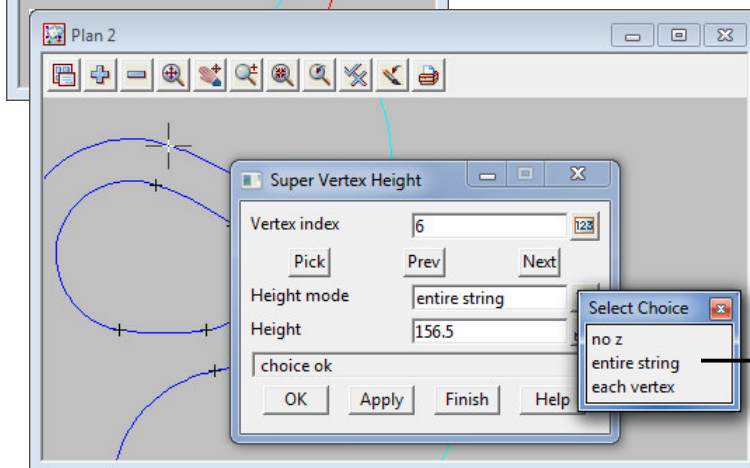 Plan 2
Super Vertex Height
Vertex index 6 123
Pick Prev Next
Height mode entire string
Height 156.5
choice ok
OK Apply Finish Help
Select Choice
no z
entire string
each vertex